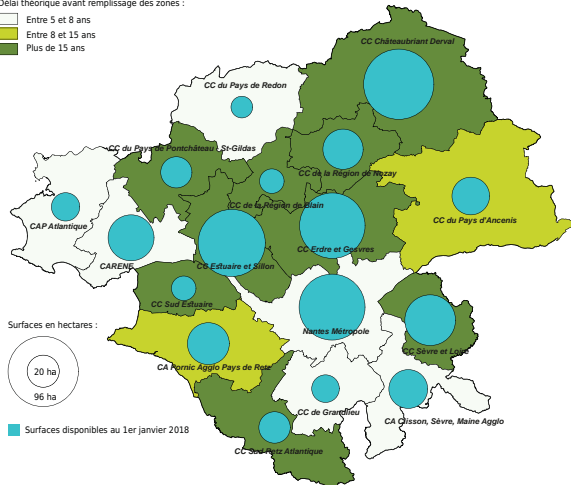 Délai théorique avant remplissage des zones :
Entre 5 et 8 ans
Entre 8 et 15 ans
Plus de 15 ans
CC Châteaubriant Derval
CC du Pays de Redon
CC du Pays de Pontchâteau - St-Gildas
CC de la Région de Nozay
CC de la Région de Blain
CC du Pays d'Ancenis
CAP Atlantique
CARENE
CC Estuaire et Sillon
CC Erdre et Gesvres
CC Sud Estuaire
Nantes Métropole
CC Sèvre et Loire
CA Pornic Agglo Pays de Retz
CC de Grandlieu
CA Clisson, Sèvre, Maine Agglo
CC Sud Retz Atlantique
Surfaces en hectares :
20 ha
96 ha
Surfaces disponibles au 1er janvier 2018